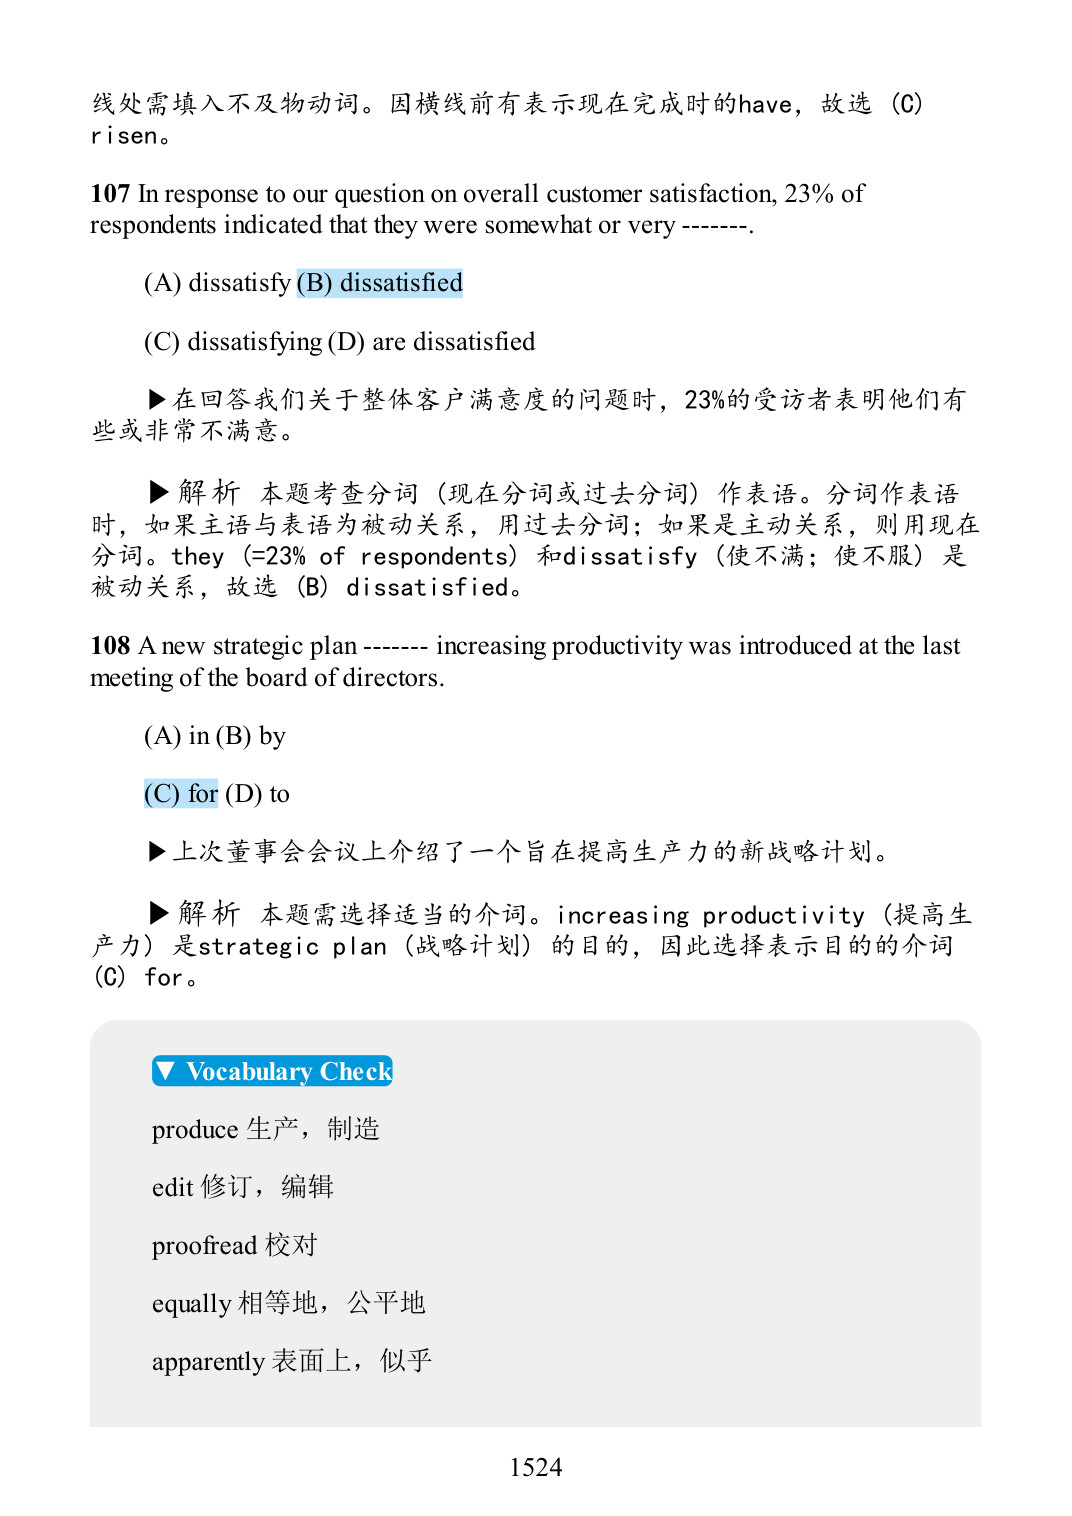 线处需填入不及物动词。因横线前有表示现在完成时的have，故选 (C)
risen。
107 In response to our question on overall customer satisfaction, 23% of
respondents indicated that they were somewhat or very -------.
(A) dissatisfy (B) dissatisfied
(C) dissatisfying (D) are dissatisfied
▶在回答我们关于整体客户满意度的问题时，23%的受访者表明他们有
些或非常不满意。
▶解析 本题考查分词 (现在分词或过去分词) 作表语。分词作表语
时，如果主语与表语为被动关系，用过去分词；如果是主动关系，则用现在
分词。they (=23% of respondents) 和dissatisfy (使不满；使不服) 是
被动关系，故选 (B) dissatisfied。
108 A new strategic plan ------- increasing productivity was introduced at the last
meeting of the board of directors.
(A) in (B) by
(C) for (D) to
▶上次董事会会议上介绍了一个旨在提高生产力的新战略计划。
▶解析 本题需选择适当的介词。increasing productivity (提高生
产力) 是strategic plan (战略计划) 的目的，因此选择表示目的的介词
(C) for。
▼ Vocabulary Check
produce 生产，制造
edit 修订，编辑
proofread 校对
equally 相等地，公平地
apparently 表面上，似乎
1524